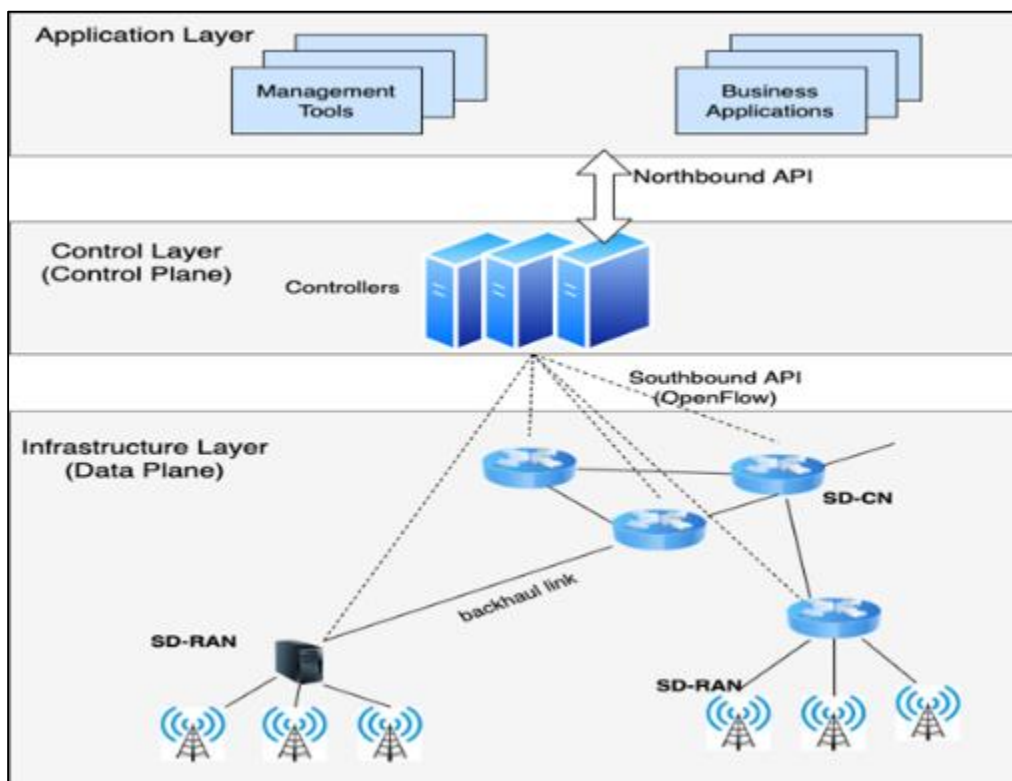 Application Layer
Management
Tools
Business
Applications
Northbound API
Control Layer
(Control Plane)
Controllers
Southbound API
(OpenFlow)
Infrastructure Layer
(Data Plane)
SD-CN
backhaul link
SD-RAN
SD-RAN